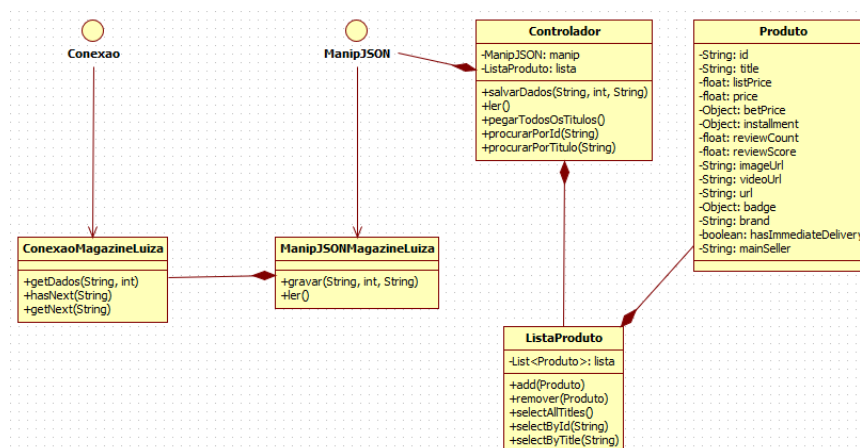 Conexao
ManipJSON
Controlador
-ManipJSON: manip
-ListaProduto: lista
+salvarDados(String, int, String)
+ler()
+pegarTodosOsTitulos()
+procurarPorId(String)
+procurarPorTitulo(String)
Produto
-String: id
-String: title
-float: listPrice
-float: price
-Object: betPrice
-Object: installment
-float: reviewCount
-float: reviewScore
-String: imageUrl
-String: videoUrl
-String: url
-Object: badge
-String: brand
-boolean: hasImmediateDelivery
-String: mainSeller
ConexaoMagazineLuiza
+getDados(String, int)
+hasNext(String)
+getNext(String)
ManipJSONMagazineLuiza
+gravar(String, int, String)
+ler()
ListaProduto
-List<Produto>: lista
+add(Produto)
+remover(Produto)
+selectAllTitles()
+selectById(String)
+selectByTitle(String)